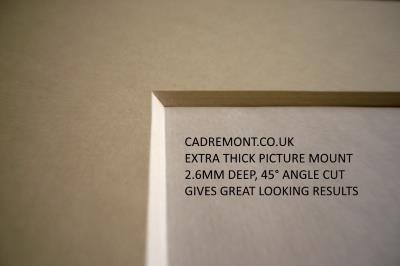 CADREMONT.CO.UK
EXTRA THICK PICTURE MOUNT
2.6MM DEEP, 45° ANGLE CUT
GIVES GREAT LOOKING RESULTS